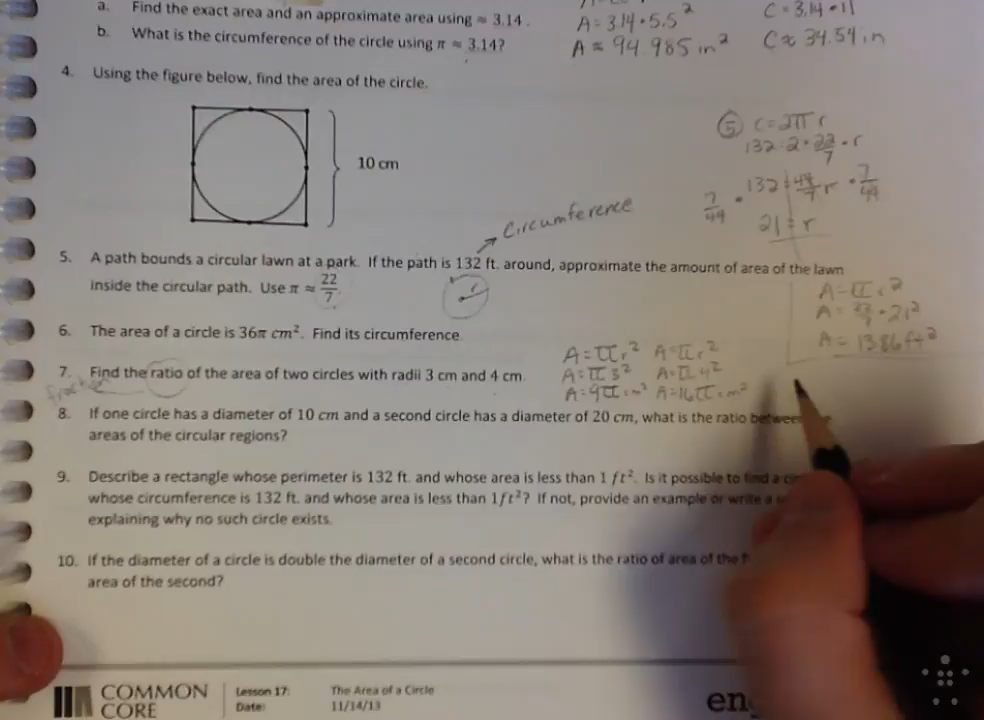 a. Find the exact area and an approximate area using ≈ 3.14.
A = 3.14 • 5.5²
C = 3.14 • 11
b. What is the circumference of the circle using π ≈ 3.14?
A ≈ 94.985 in²
C ≈ 34.54 in
4. Using the figure below, find the area of the circle.
10 cm
⑤ C = 2πr
132 2 • 22/7 • r
7/44 • 132 = 44/7 r • 7/44
21 = r
Circumference
5. A path bounds a circular lawn at a park. If the path is 132 ft. around, approximate the amount of area of the lawn
inside the circular path. Use π ≈ 22/7
r
A = π r²
A = 22/7 • 21²
A = 1386 ft²
6. The area of a circle is 36π cm². Find its circumference
7. Find the ratio of the area of two circles with radii 3 cm and 4 cm.
fraction
A = πr² A = πr²
A = π 3² A = π 4²
A = 9π cm² A = 16π cm²
8. If one circle has a diameter of 10 cm and a second circle has a diameter of 20 cm, what is the ratio between
areas of the circular regions?
9. Describe a rectangle whose perimeter is 132 ft. and whose area is less than 1 ft². Is it possible to find a
whose circumference is 132 ft. and whose area is less than 1 ft²? If not, provide an example or write a
explaining why no such circle exists.
10. If the diameter of a circle is double the diameter of a second circle, what is the ratio of area of the
area of the second?
COMMON CORE
Lesson 17: The Area of a Circle
Date: 11/14/13
en